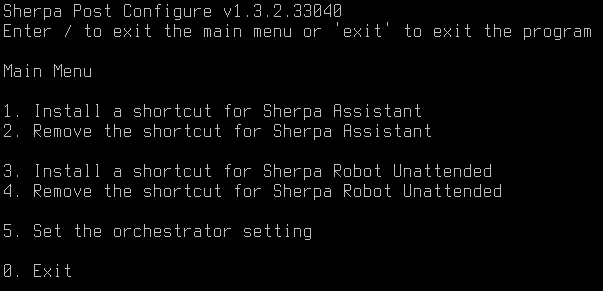 Sherpa Post Configure v1.3.2.33040
Enter / to exit the main menu or 'exit' to exit the program
Main Menu
1. Install a shortcut for Sherpa Assistant
2. Remove the shortcut for Sherpa Assistant
3. Install a shortcut for Sherpa Robot Unattended
4. Remove the shortcut for Sherpa Robot Unattended
5. Set the orchestrator setting
0. Exit